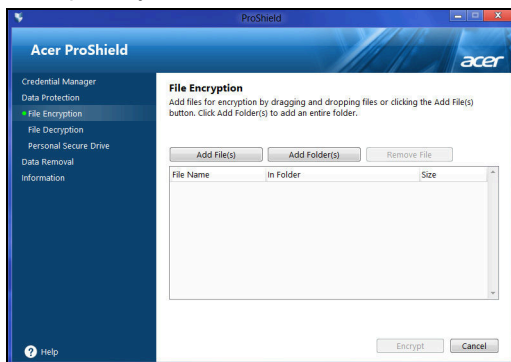 ProShield
Acer ProShield
acer
Credential Manager
Data Protection
File Encryption
File Decryption
Personal Secure Drive
Data Removal
Information
File Encryption
Add files for encryption by dragging and dropping files or clicking the Add File(s)
button. Click Add Folder(s) to add an entire folder.
Add File(s) Add Folder(s) Remove File
File Name In Folder Size
Encrypt Cancel
? Help